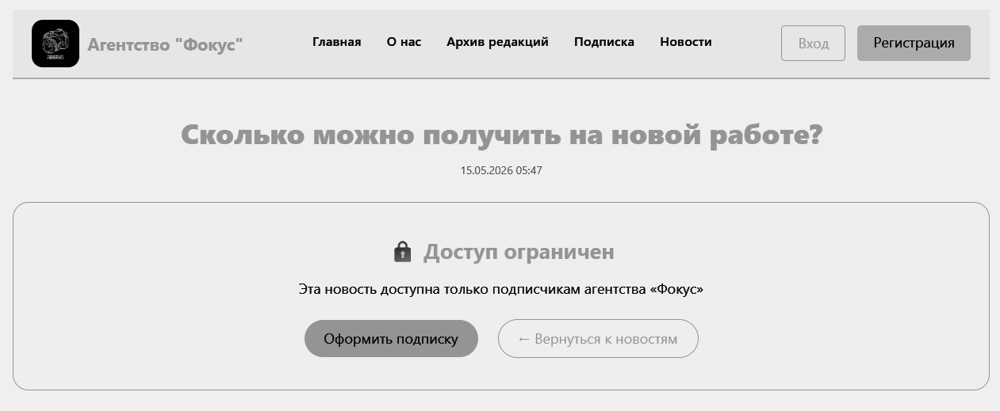 Агентство "Фокус"
Главная О нас Архив редакций Подписка Новости
Вход Регистрация
Сколько можно получить на новой работе?
15.05.2026 05:47
Доступ ограничен
Эта новость доступна только подписчикам агентства «Фокус»
Оформить подписку ← Вернуться к новостям